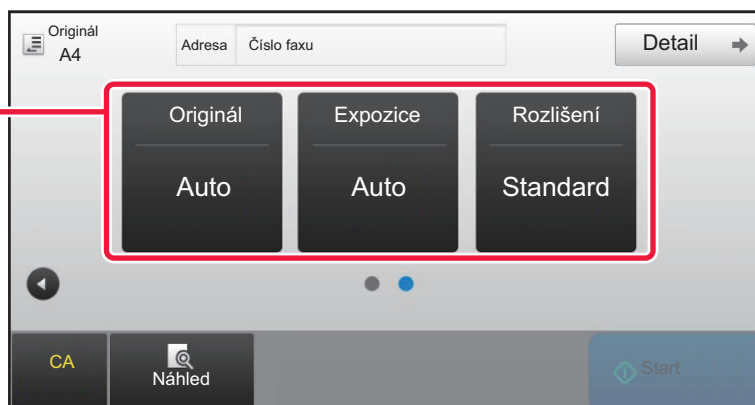 Originál
A4
Adresa Číslo faxu
Detail
Originál Expozice Rozlišení
Auto Auto Standard
CA
Náhled
Start